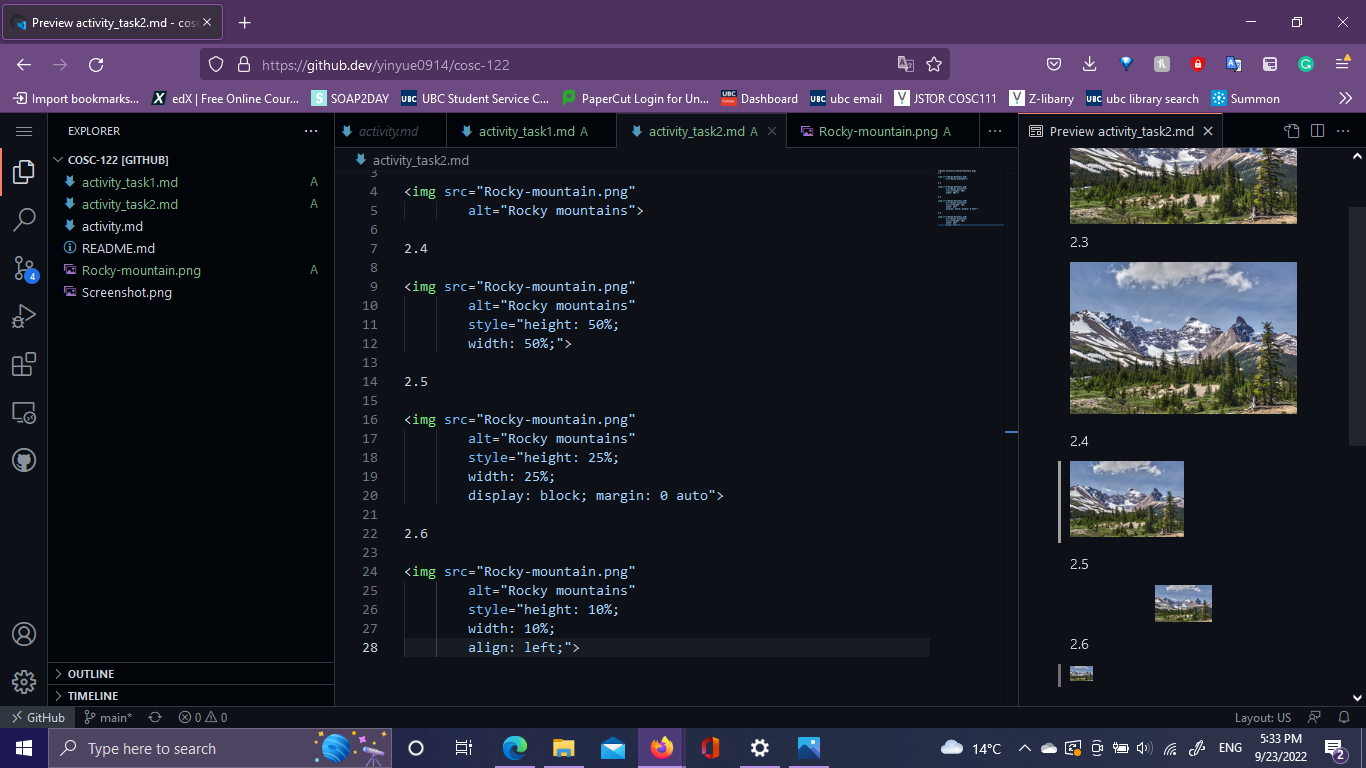 Preview activity_task2.md - cosc
https://github.dev/yinyue0914/cosc-122
Import bookmarks...
edX | Free Online Cour...
SOAP2DAY
UBC Student Service C...
PaperCut Login for Un...
Dashboard
ubc email
JSTOR COSC111
Z-libarry
ubc library search
Summon
EXPLORER
activity.md
activity_task1.md A
activity_task2.md A
Rocky-mountain.png A
Preview activity_task2.md
COSC-122 [GITHUB]
activity_task1.md A
activity_task2.md A
activity.md
README.md
Rocky-mountain.png A
Screenshot.png
4
OUTLINE
TIMELINE
activity_task2.md
3
4 <img src="Rocky-mountain.png"
5 alt="Rocky mountains">
6
7 2.4
8
9 <img src="Rocky-mountain.png"
10 alt="Rocky mountains"
11 style="height: 50%;
12 width: 50%;">
13
14 2.5
15
16 <img src="Rocky-mountain.png"
17 alt="Rocky mountains"
18 style="height: 25%;
19 width: 25%;
20 display: block; margin: 0 auto">
21
22 2.6
23
24 <img src="Rocky-mountain.png"
25 alt="Rocky mountains"
26 style="height: 10%;
27 width: 10%;
28 align: left;">
2.3
2.4
2.5
2.6
GitHub
main*
0 0
Layout: US
Type here to search
14°C
ENG
5:33 PM
9/23/2022
2